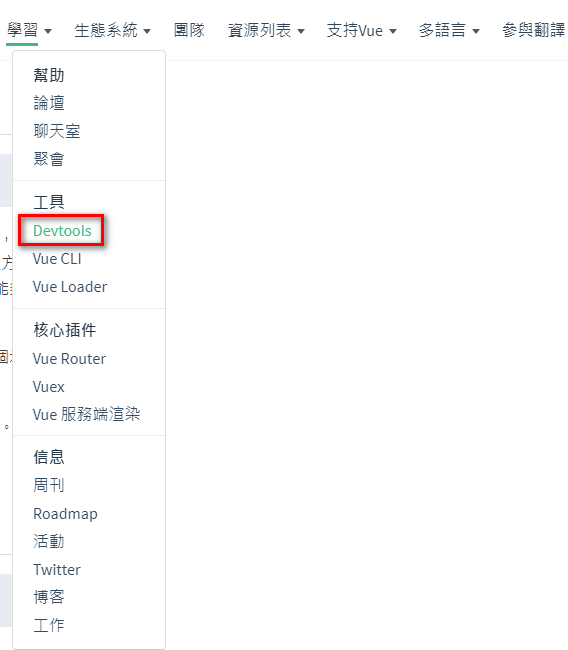 學習 生態系統 團隊 資源列表 支持Vue 多語言 參與翻譯
幫助
論壇
聊天室
聚會
工具
，
Devtools
方
Vue CLI
能
Vue Loader
核心插件
Vue Router
Vuex
Vue 服務端渲染
。
信息
周刊
Roadmap
活動
Twitter
博客
工作